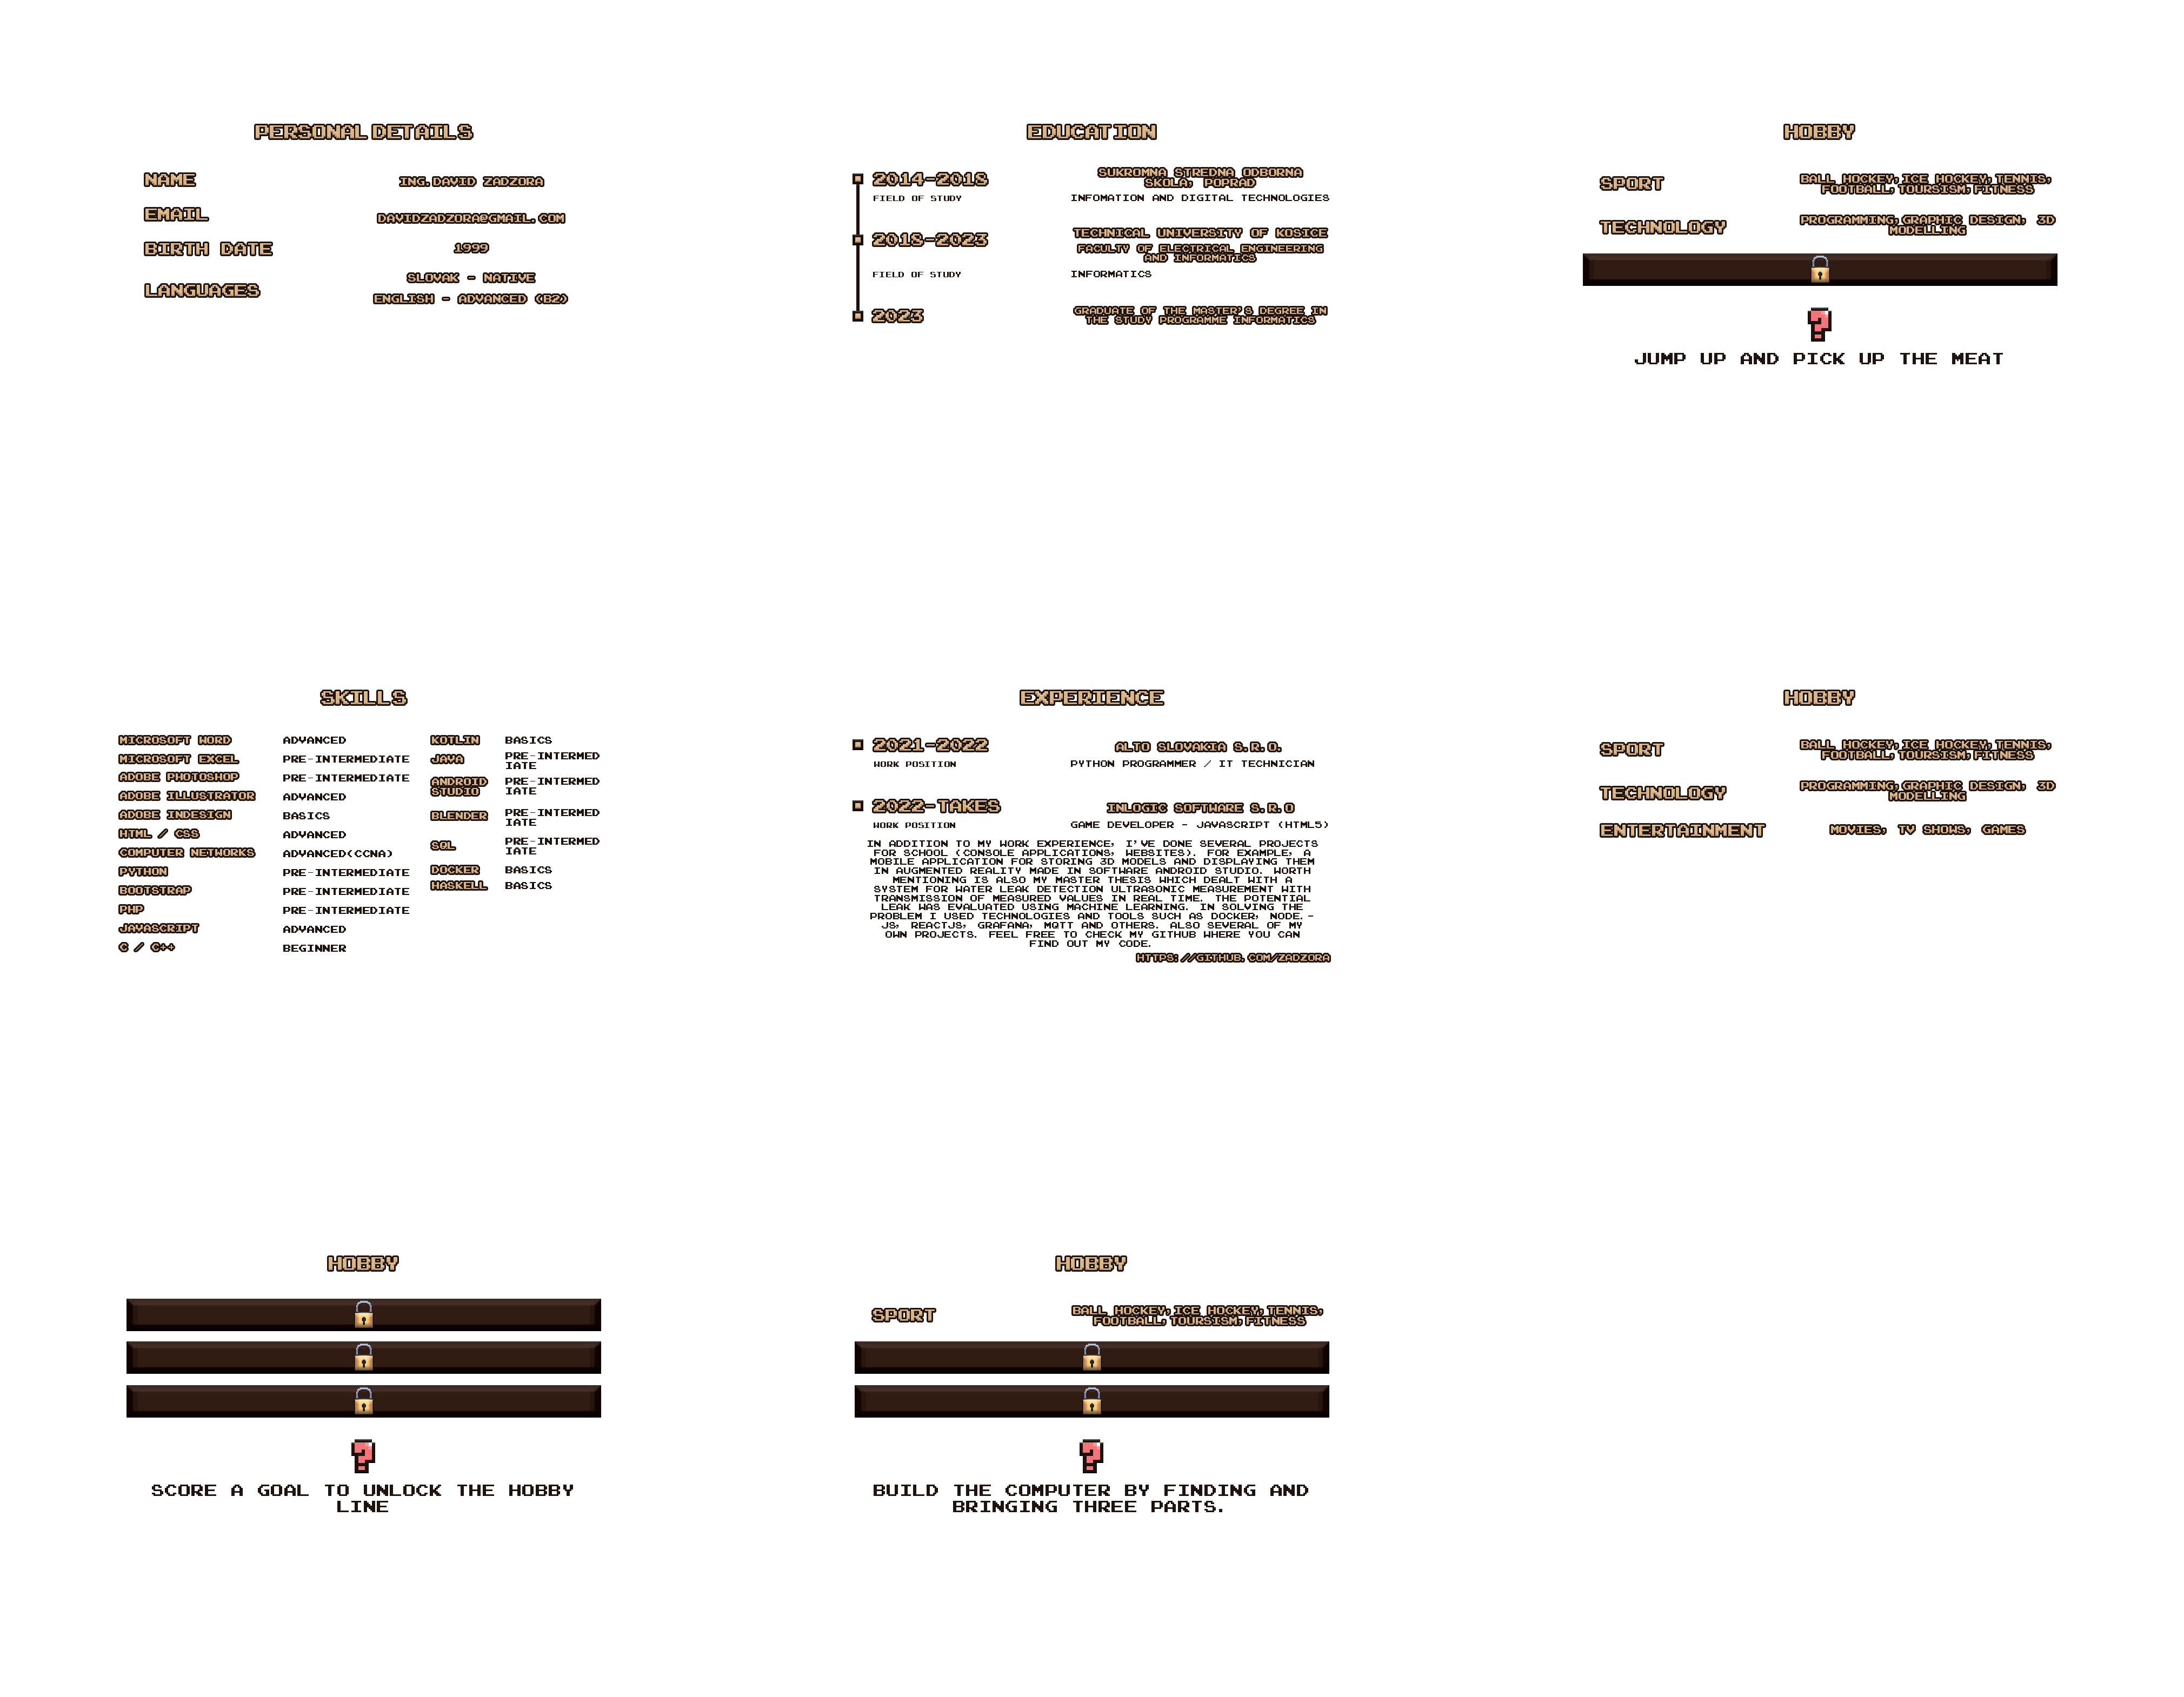 PERSONAL DETAILS
NAME
ING.DAVID ZADZORA
EMAIL
DAVIDZADZORA@GMAIL.COM
BIRTH DATE
1999
LANGUAGES
SLOVAK - NATIVE
ENGLISH - ADVANCED (B2)
EDUCATION
2014-2018
SUKROMNA STREDNA ODBORNA
SKOLA, POPRAD
FIELD OF STUDY
INFOMATION AND DIGITAL TECHNOLOGIES
2018-2023
TECHNICAL UNIVERSITY OF KOSICE
FACULTY OF ELECTRICAL ENGINEERING
AND INFORMATICS
FIELD OF STUDY
INFORMATICS
2023
GRADUATE OF THE MASTER'S DEGREE IN
THE STUDY PROGRAMME INFORMATICS
HOBBY
SPORT
BALL HOCKEY,ICE HOCKEY,TENNIS,
FOOTBALL,TOURSISM,FITNESS
TECHNOLOGY
PROGRAMMING,GRAPHIC DESIGN, 3D
MODELLING
JUMP UP AND PICK UP THE MEAT
SKILLS
MICROSOFT WORD
ADVANCED
MICROSOFT EXCEL
PRE-INTERMEDIATE
ADOBE PHOTOSHOP
PRE-INTERMEDIATE
ADOBE ILLUSTRATOR
ADVANCED
ADOBE INDESIGN
BASICS
HTML / CSS
ADVANCED
COMPUTER NETWORKS
ADVANCED(CCNA)
PYTHON
PRE-INTERMEDIATE
BOOTSTRAP
PRE-INTERMEDIATE
PHP
PRE-INTERMEDIATE
JAVASCRIPT
ADVANCED
C / C++
BEGINNER
KOTLIN
BASICS
JAVA
PRE-INTERMED
IATE
ANDROID
STUDIO
PRE-INTERMED
IATE
BLENDER
PRE-INTERMED
IATE
SQL
PRE-INTERMED
IATE
DOCKER
BASICS
HASKELL
BASICS
EXPERIENCE
2021-2022
ALTO SLOVAKIA S.R.O.
WORK POSITION
PYTHON PROGRAMMER / IT TECHNICIAN
2022-TAKES
INLOGIC SOFTWARE S.R.O
WORK POSITION
GAME DEVELOPER - JAVASCRIPT (HTML5)
IN ADDITION TO MY WORK EXPERIENCE, I'VE DONE SEVERAL PROJECTS
FOR SCHOOL (CONSOLE APPLICATIONS, WEBSITES). FOR EXAMPLE, A
MOBILE APPLICATION FOR STORING 3D MODELS AND DISPLAYING THEM
IN AUGMENTED REALITY MADE IN SOFTWARE ANDROID STUDIO. WORTH
MENTIONING IS ALSO MY MASTER THESIS WHICH DEALT WITH A
SYSTEM FOR WATER LEAK DETECTION ULTRASONIC MEASUREMENT WITH
TRANSMISSION OF MEASURED VALUES IN REAL TIME. THE POTENTIAL
LEAK WAS EVALUATED USING MACHINE LEARNING. IN SOLVING THE
PROBLEM I USED TECHNOLOGIES AND TOOLS SUCH AS DOCKER, NODE.-
JS, REACTJS, GRAFANA, MQTT AND OTHERS. ALSO SEVERAL OF MY
OWN PROJECTS. FEEL FREE TO CHECK MY GITHUB WHERE YOU CAN
FIND OUT MY CODE.
HTTPS://GITHUB.COM/ZADZORA
HOBBY
SPORT
BALL HOCKEY,ICE HOCKEY,TENNIS,
FOOTBALL,TOURSISM,FITNESS
TECHNOLOGY
PROGRAMMING,GRAPHIC DESIGN, 3D
MODELLING
ENTERTAINMENT
MOVIES, TV SHOWS, GAMES
HOBBY
?
SCORE A GOAL TO UNLOCK THE HOBBY
LINE
HOBBY
SPORT
BALL HOCKEY,ICE HOCKEY,TENNIS,
FOOTBALL,TOURSISM,FITNESS
?
BUILD THE COMPUTER BY FINDING AND
BRINGING THREE PARTS.